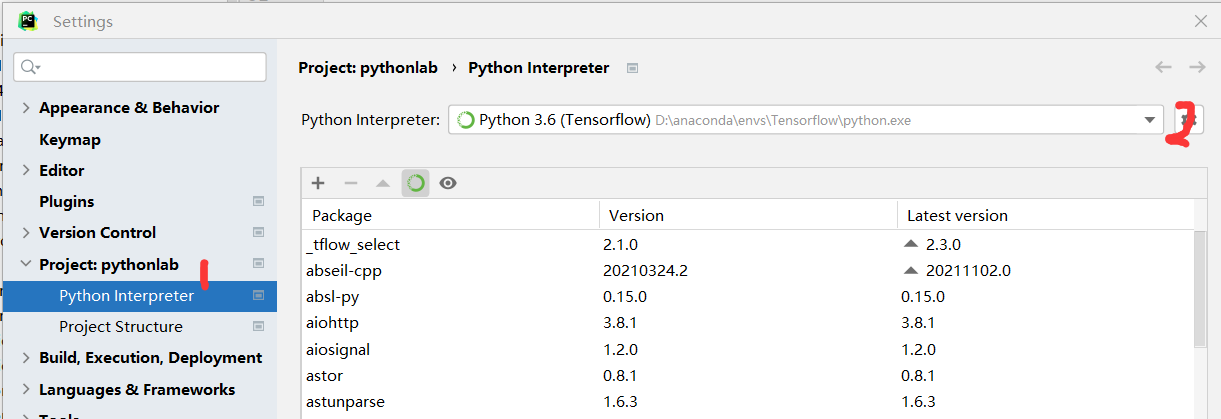 PC Settings
Project: pythonlab › Python Interpreter
Appearance & Behavior
Keymap
Editor
Plugins
Version Control
Project: pythonlab
1
Python Interpreter
Project Structure
Build, Execution, Deployment
Languages & Frameworks
Python Interpreter: Python 3.6 (Tensorflow) D:\anaconda\envs\Tensorflow\python.exe 2
Package Version Latest version
_tflow_select 2.1.0 2.3.0
abseil-cpp 20210324.2 20211102.0
absl-py 0.15.0 0.15.0
aiohttp 3.8.1 3.8.1
aiosignal 1.2.0 1.2.0
astor 0.8.1 0.8.1
astunparse 1.6.3 1.6.3